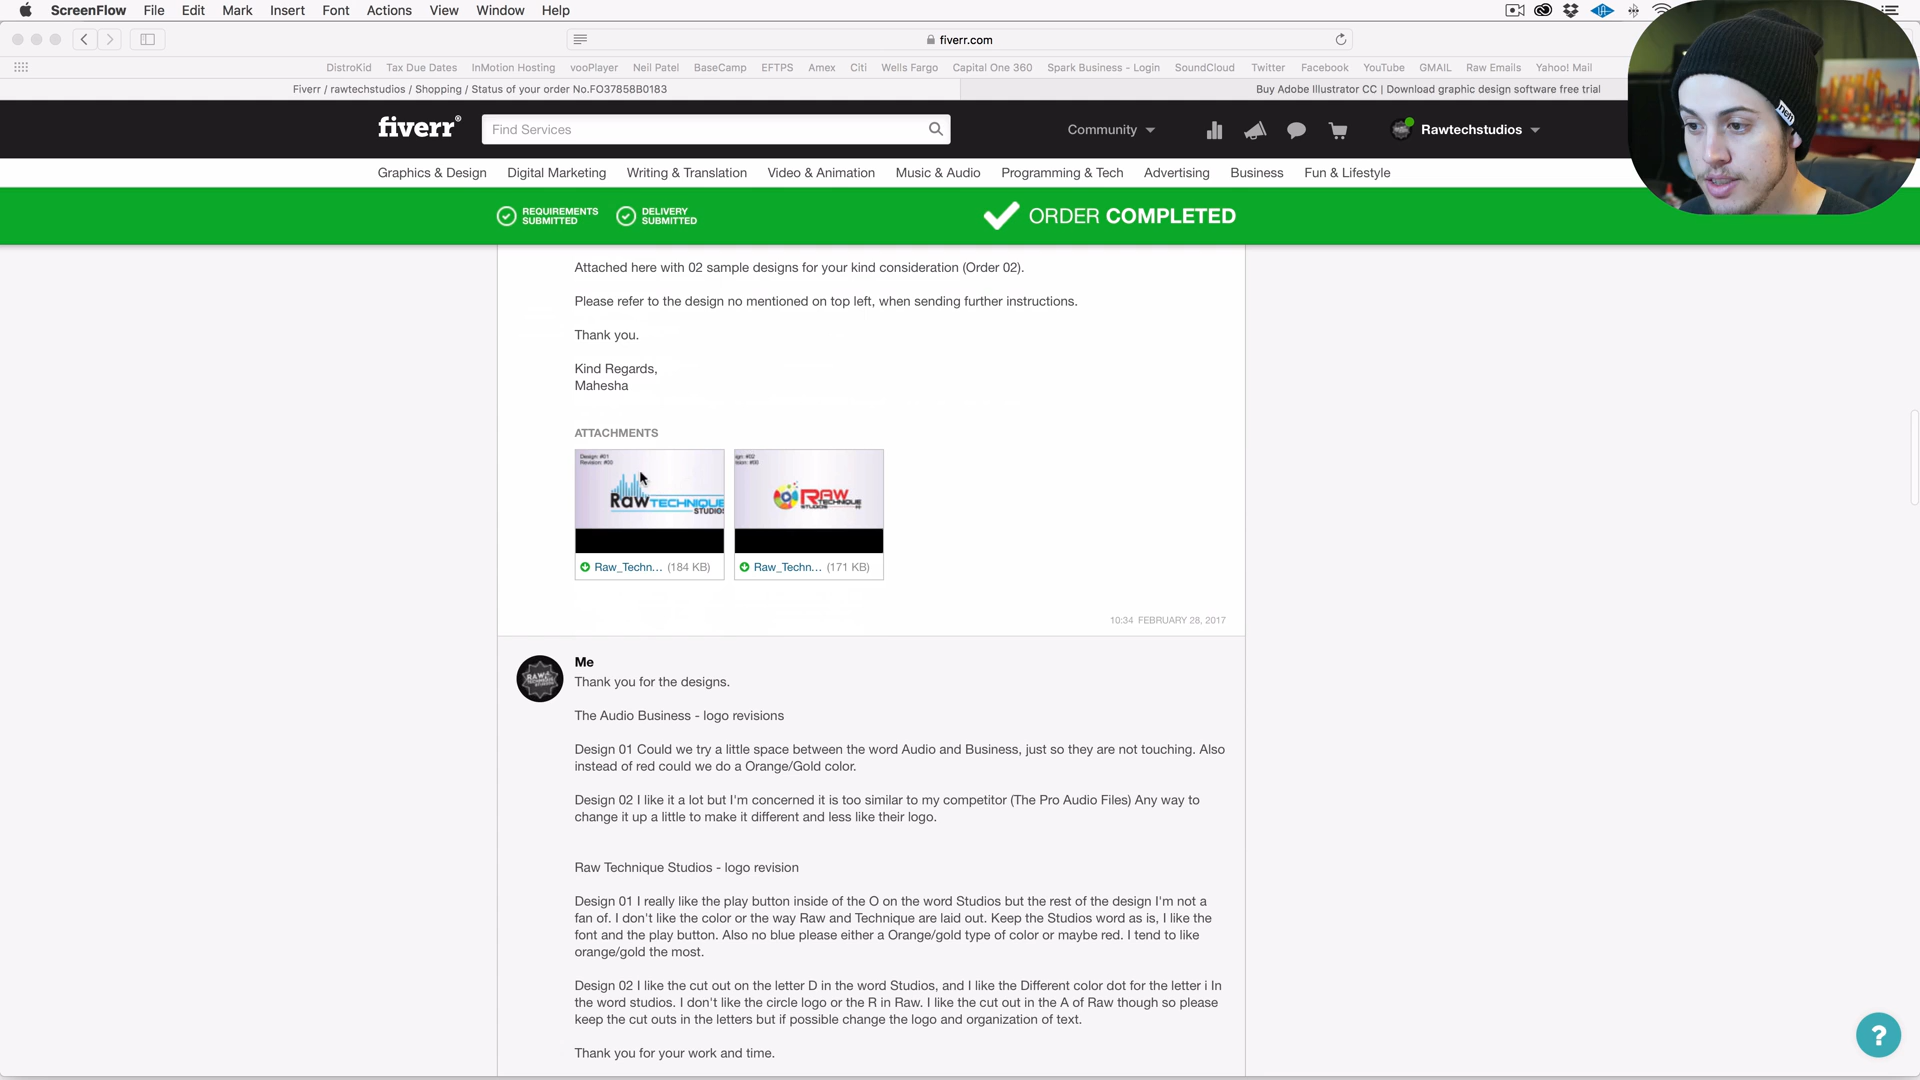 ScreenFlow File Edit Mark Insert Font Actions View Window Help
fiverr.com
DistroKid Tax Due Dates InMotion Hosting vooPlayer Neil Patel BaseCamp EFTPS Amex Citi Wells Fargo Capital One 360 Spark Business - Login SoundCloud Twitter Facebook YouTube GMAIL Raw Emails Yahoo! Mail
Fiverr / rawtechstudios / Shopping / Status of your order No.FO37858B0183 Buy Adobe Illustrator CC | Download graphic design software free trial
fiverr® Find Services Community Rawtechstudios
Graphics & Design Digital Marketing Writing & Translation Video & Animation Music & Audio Programming & Tech Advertising Business Fun & Lifestyle
REQUIREMENTS SUBMITTED DELIVERY SUBMITTED ORDER COMPLETED
Attached here with 02 sample designs for your kind consideration (Order 02).
Please refer to the design no mentioned on top left, when sending further instructions.
Thank you.
Kind Regards,
Mahesha
ATTACHMENTS
Design: #01
Revision: #00
Raw TECHNIQUE
STUDIOS
RAW
TECHNIQUE
STUDIOS
Raw_Techn... (184 KB) Raw_Techn... (171 KB)
10:34 FEBRUARY 28, 2017
Me
Thank you for the designs.
The Audio Business - logo revisions
Design 01 Could we try a little space between the word Audio and Business, just so they are not touching. Also
instead of red could we do a Orange/Gold color.
Design 02 I like it a lot but I'm concerned it is too similar to my competitor (The Pro Audio Files) Any way to
change it up a little to make it different and less like their logo.
Raw Technique Studios - logo revision
Design 01 I really like the play button inside of the O on the word Studios but the rest of the design I'm not a
fan of. I don't like the color or the way Raw and Technique are laid out. Keep the Studios word as is, I like the
font and the play button. Also no blue please either a Orange/gold type of color or maybe red. I tend to like
orange/gold the most.
Design 02 I like the cut out on the letter D in the word Studios, and I like the Different color dot for the letter i In
the word studios. I don't like the circle logo or the R in Raw. I like the cut out in the A of Raw though so please
keep the cut outs in the letters but if possible change the logo and organization of text.
Thank you for your work and time.
?